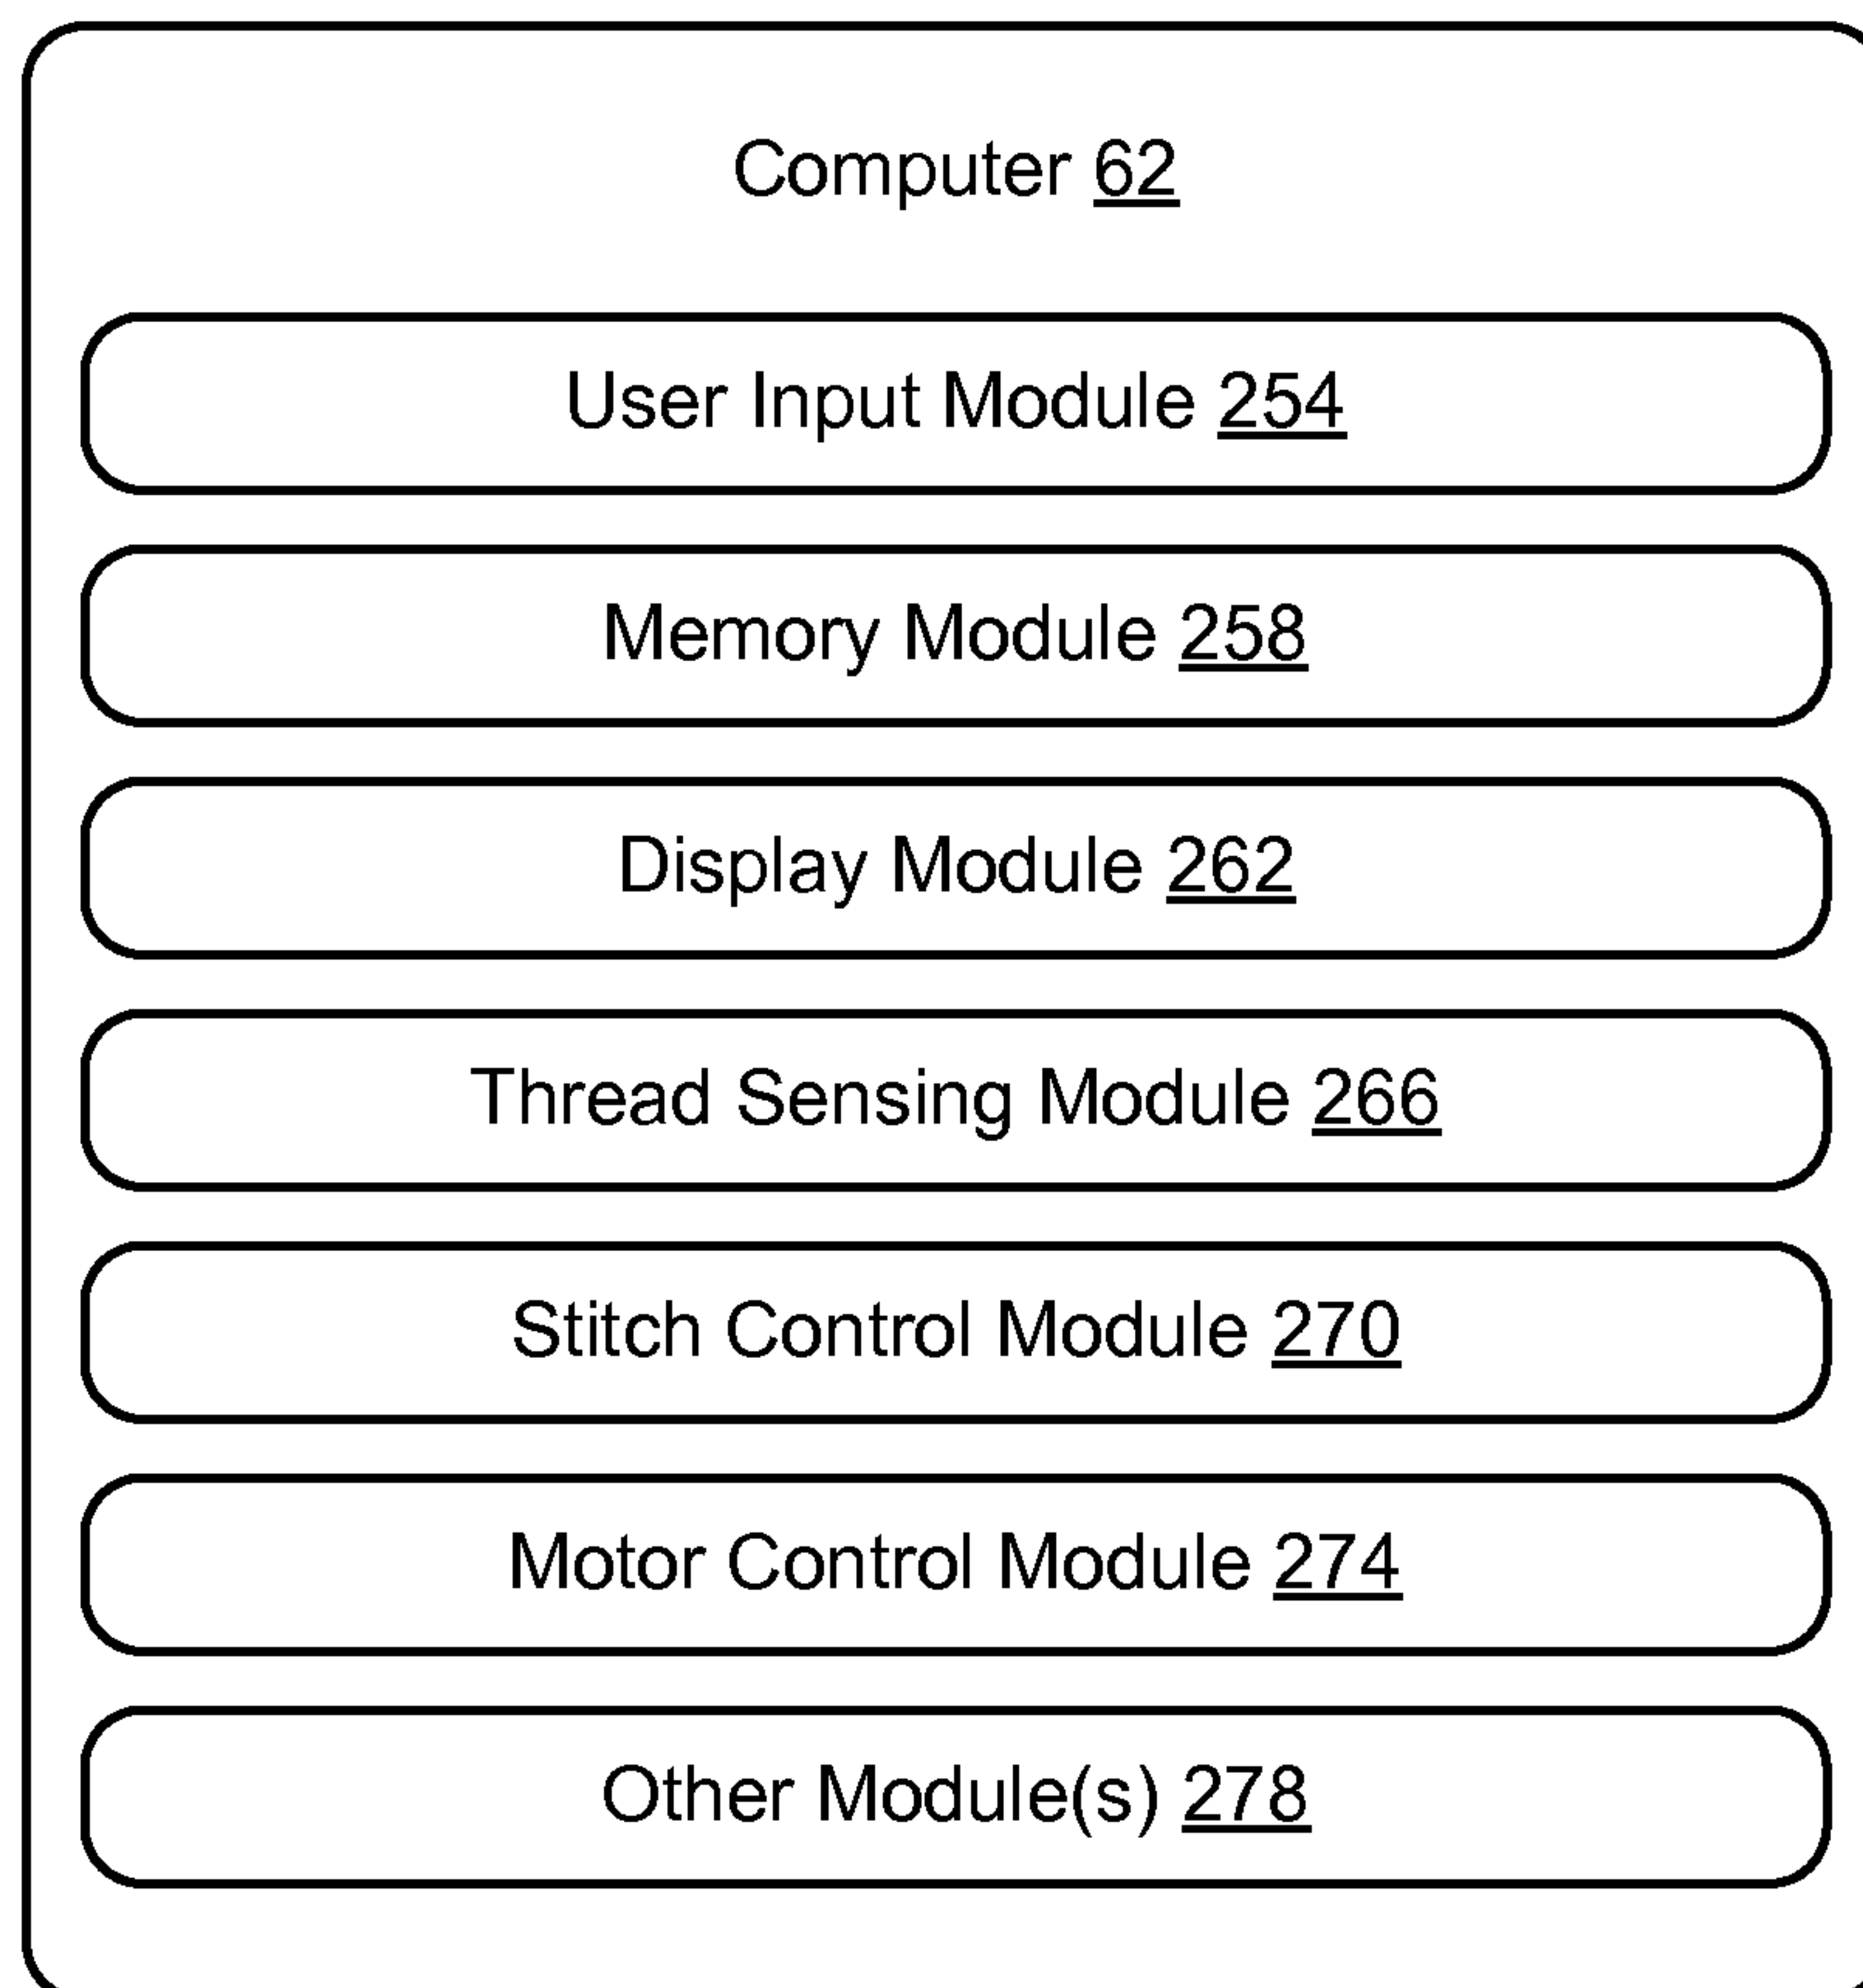 Computer 62
User Input Module 254
Memory Module 258
Display Module 262
Thread Sensing Module 266
Stitch Control Module 270
Motor Control Module 274
Other Module(s) 278